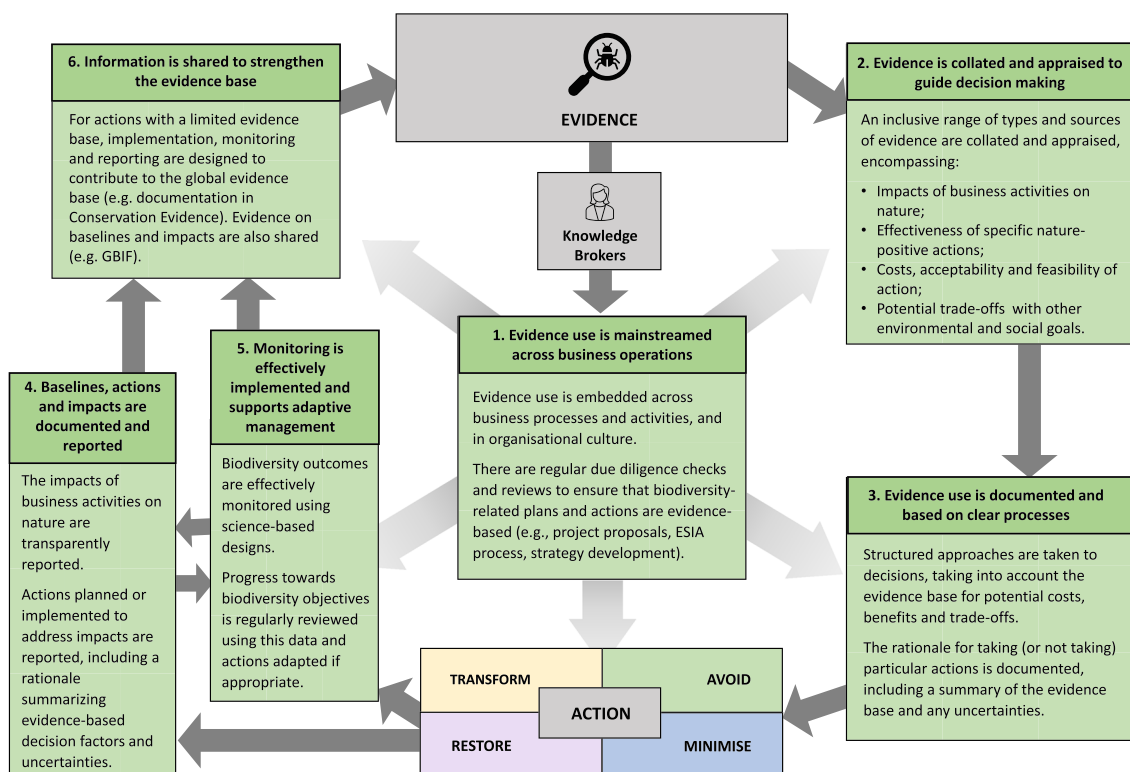 EVIDENCE
Knowledge
Brokers
1. Evidence use is mainstreamed
across business operations
Evidence use is embedded across
business processes and activities, and
in organisational culture.
There are regular due diligence checks
and reviews to ensure that biodiversity-
related plans and actions are evidence-
based (e.g., project proposals, ESIA
process, strategy development).
2. Evidence is collated and appraised to
guide decision making
An inclusive range of types and sources
of evidence are collated and appraised,
encompassing:
• Impacts of business activities on
nature;
• Effectiveness of specific nature-
positive actions;
• Costs, acceptability and feasibility of
action;
• Potential trade-offs with other
environmental and social goals.
3. Evidence use is documented and
based on clear processes
Structured approaches are taken to
decisions, taking into account the
evidence base for potential costs,
benefits and trade-offs.
The rationale for taking (or not taking)
particular actions is documented,
including a summary of the evidence
base and any uncertainties.
TRANSFORM
AVOID
ACTION
RESTORE
MINIMISE
4. Baselines, actions
and impacts are
documented and
reported
The impacts of
business activities on
nature are
transparently
reported.
Actions planned or
implemented to
address impacts are
reported, including a
rationale
summarizing
evidence-based
decision factors and
uncertainties.
5. Monitoring is
effectively
implemented and
supports adaptive
management
Biodiversity outcomes
are effectively
monitored using
science-based
designs.
Progress towards
biodiversity objectives
is regularly reviewed
using this data and
actions adapted if
appropriate.
6. Information is shared to strengthen
the evidence base
For actions with a limited evidence
base, implementation, monitoring
and reporting are designed to
contribute to the global evidence
base (e.g. documentation in
Conservation Evidence). Evidence on
baselines and impacts are also shared
(e.g. GBIF).